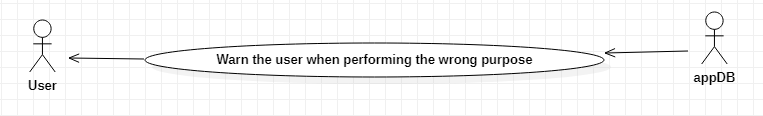 Warn the user when performing the wrong purpose
User
appDB